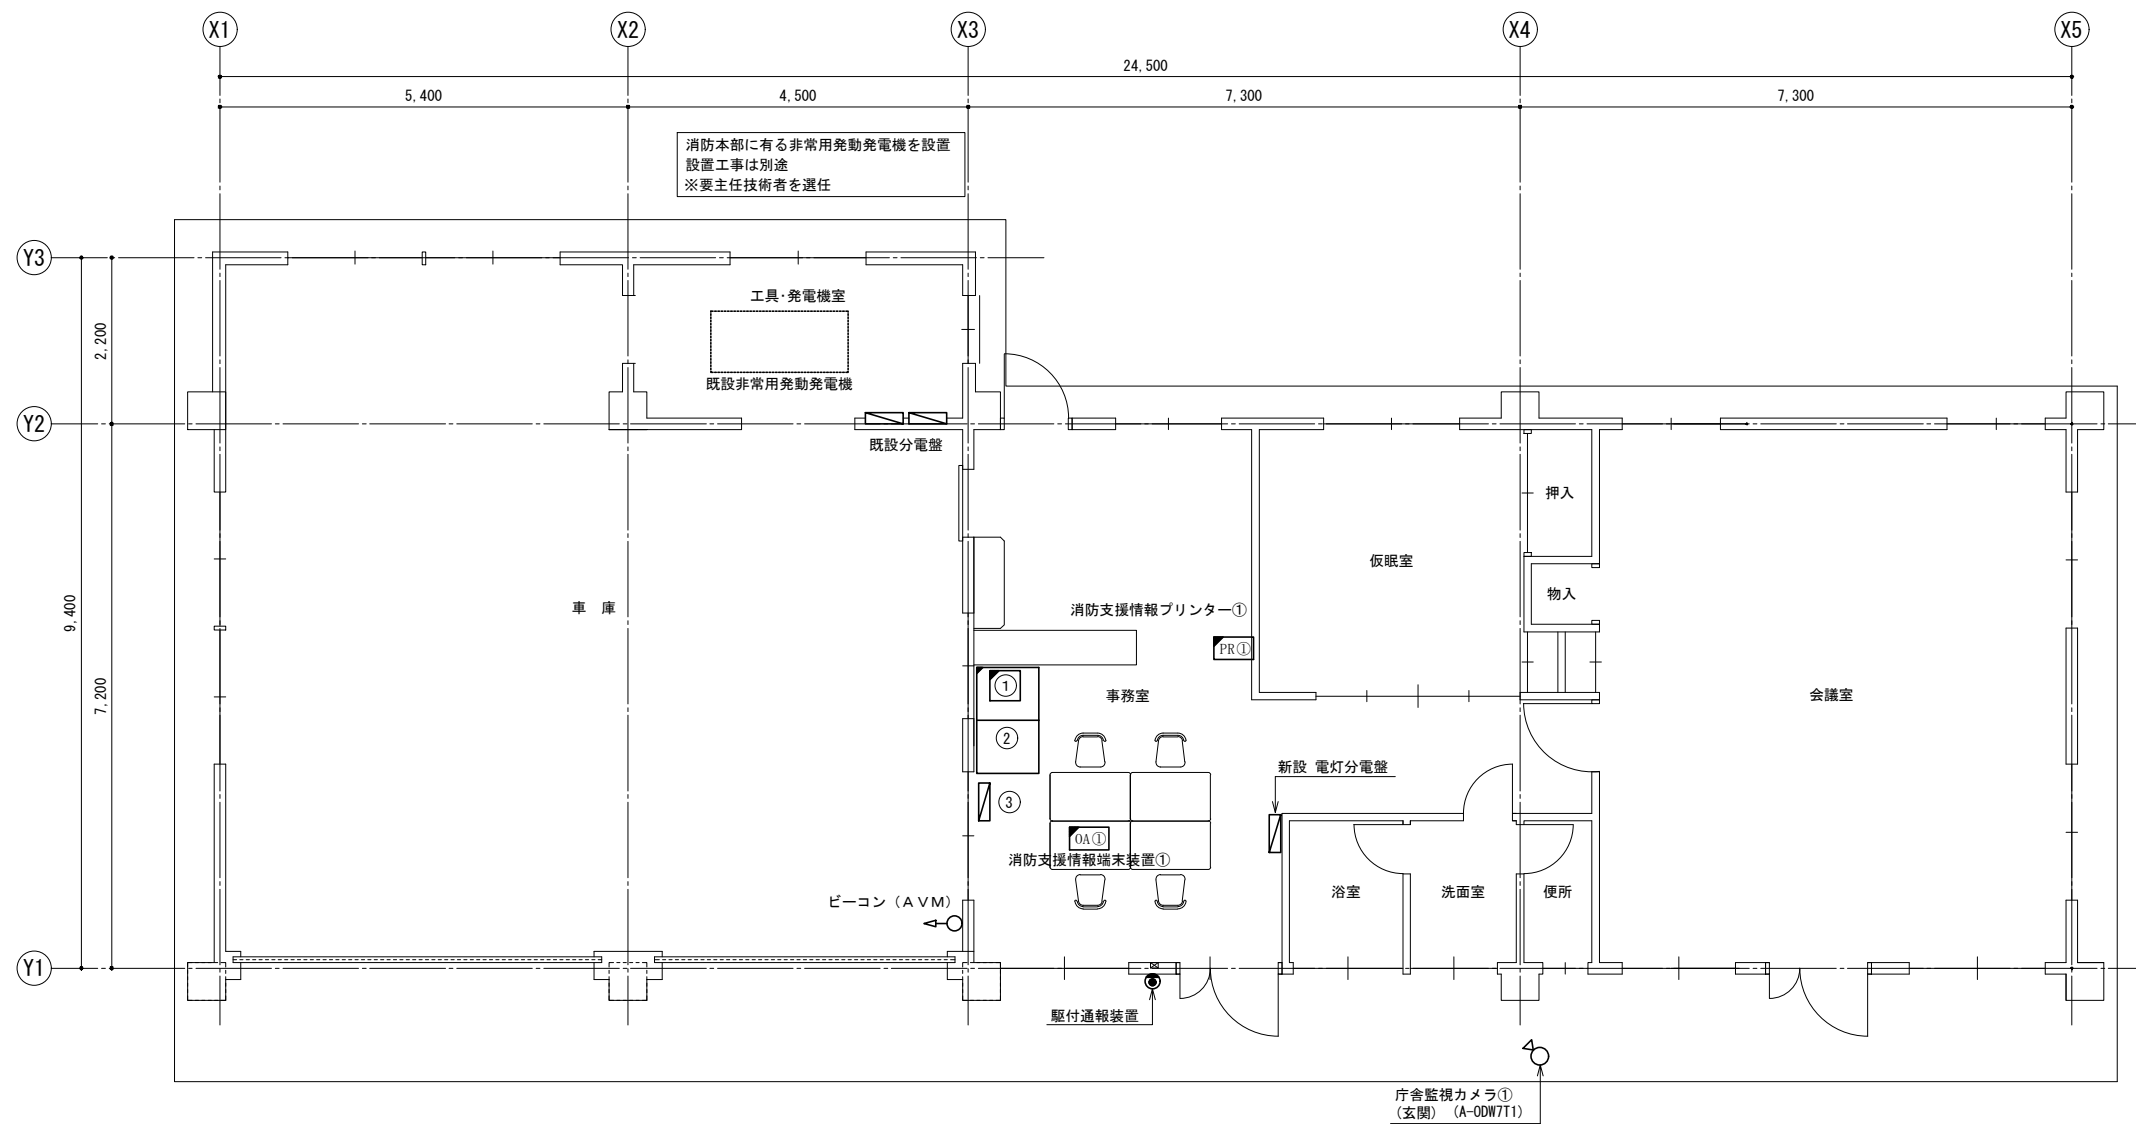 X1
X2
X3
X4
X5
24,500
5,400
4,500
7,300
7,300
消防本部に有る非常用発動発電機を設置
設置工事は別途
※要主任技術者を選任
Y3
工具・発電機室
2,200
既設非常用発動発電機
Y2
既設分電盤
押入
仮眠室
物入
車 庫
9,400
消防支援情報プリンター①
PR①
①
事務室
会議室
7,200
②
新設 電灯分電盤
③
OA①
消防支援情報端末装置①
浴室
洗面室
便所
ビーコン（AVM）
Y1
駆付通報装置
庁舎監視カメラ①
(玄関) (A-ODW7T1)